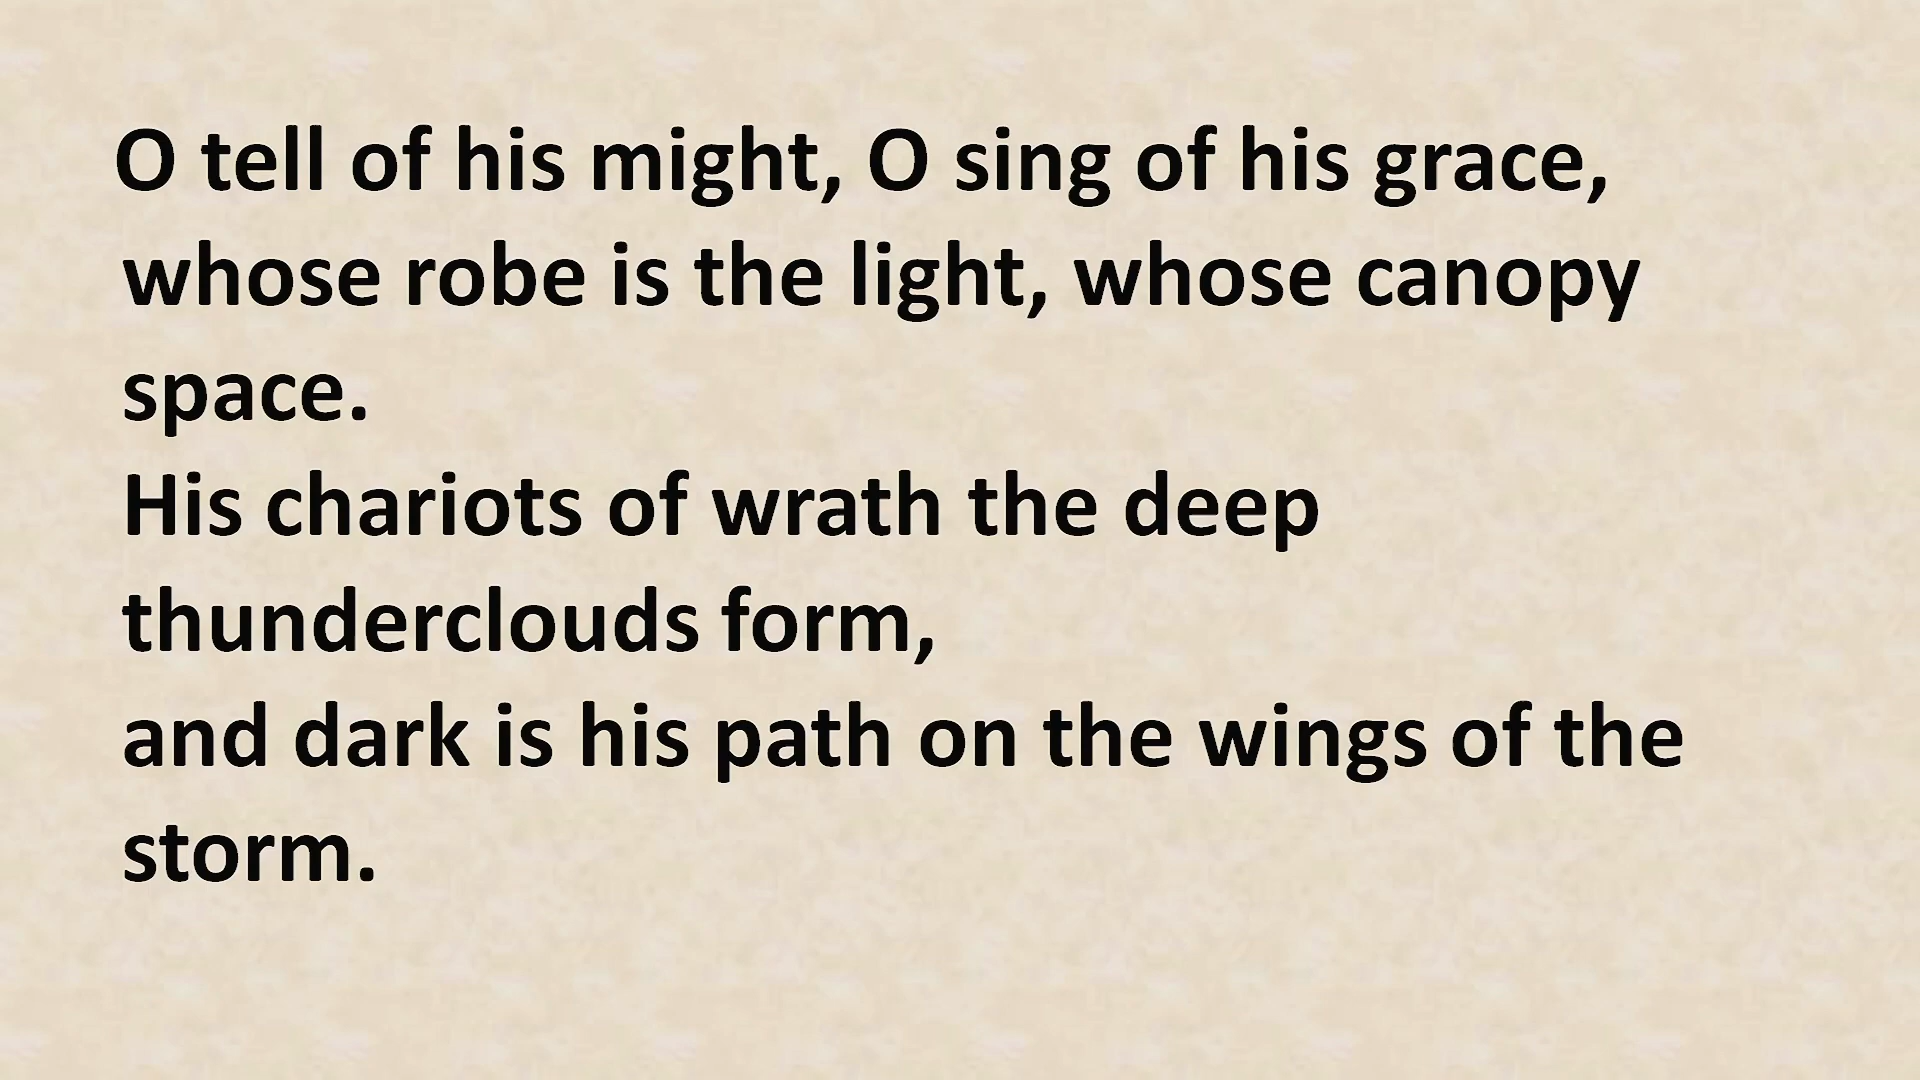 O tell of his might, O sing of his grace,
whose robe is the light, whose canopy
space.
His chariots of wrath the deep
thunderclouds form,
and dark is his path on the wings of the
storm.